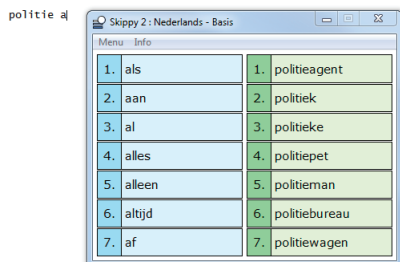 politie a
Skippy 2 : Nederlands - Basis
Menu Info
1. als
2. aan
3. al
4. alles
5. alleen
6. altijd
7. af
1. politieagent
2. politiek
3. politieke
4. politiepet
5. politieman
6. politiebureau
7. politiewagen